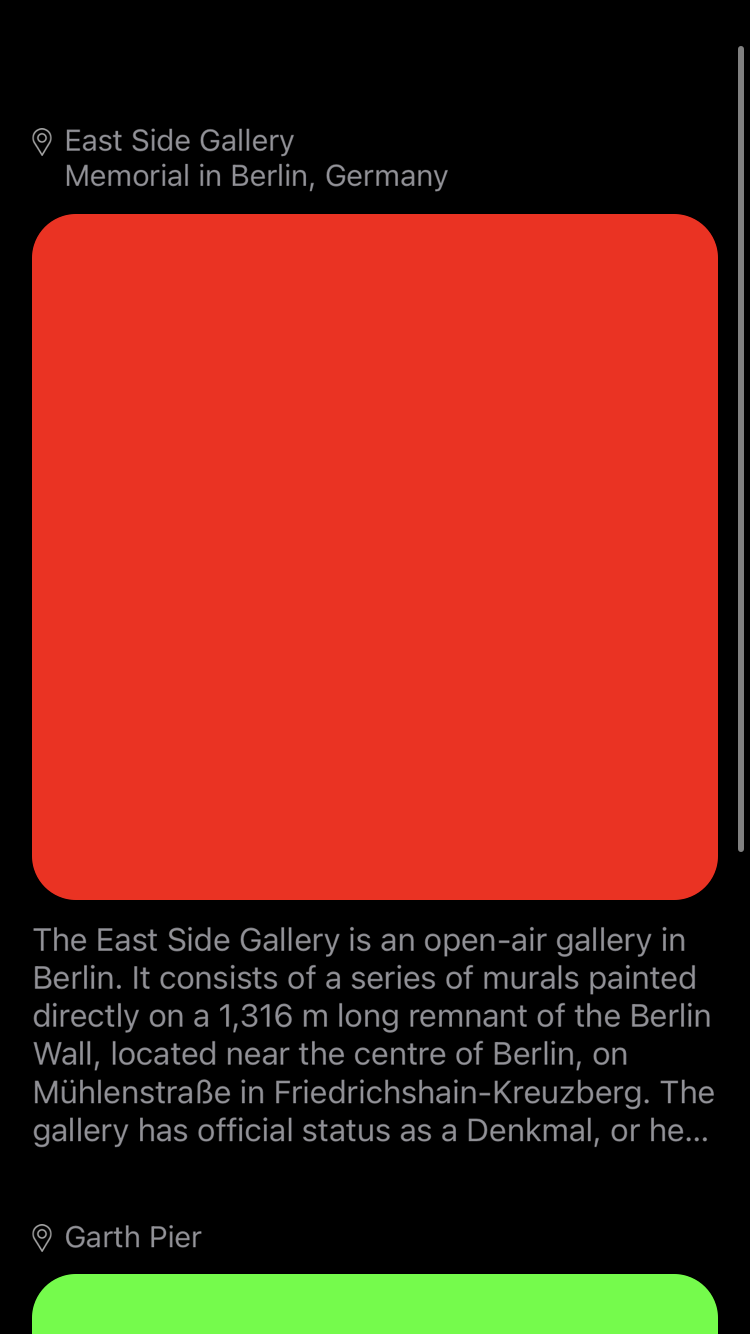 East Side Gallery
Memorial in Berlin, Germany
The East Side Gallery is an open-air gallery in
Berlin. It consists of a series of murals painted
directly on a 1,316 m long remnant of the Berlin
Wall, located near the centre of Berlin, on
Mühlenstraße in Friedrichshain-Kreuzberg. The
gallery has official status as a Denkmal, or he...
Garth Pier